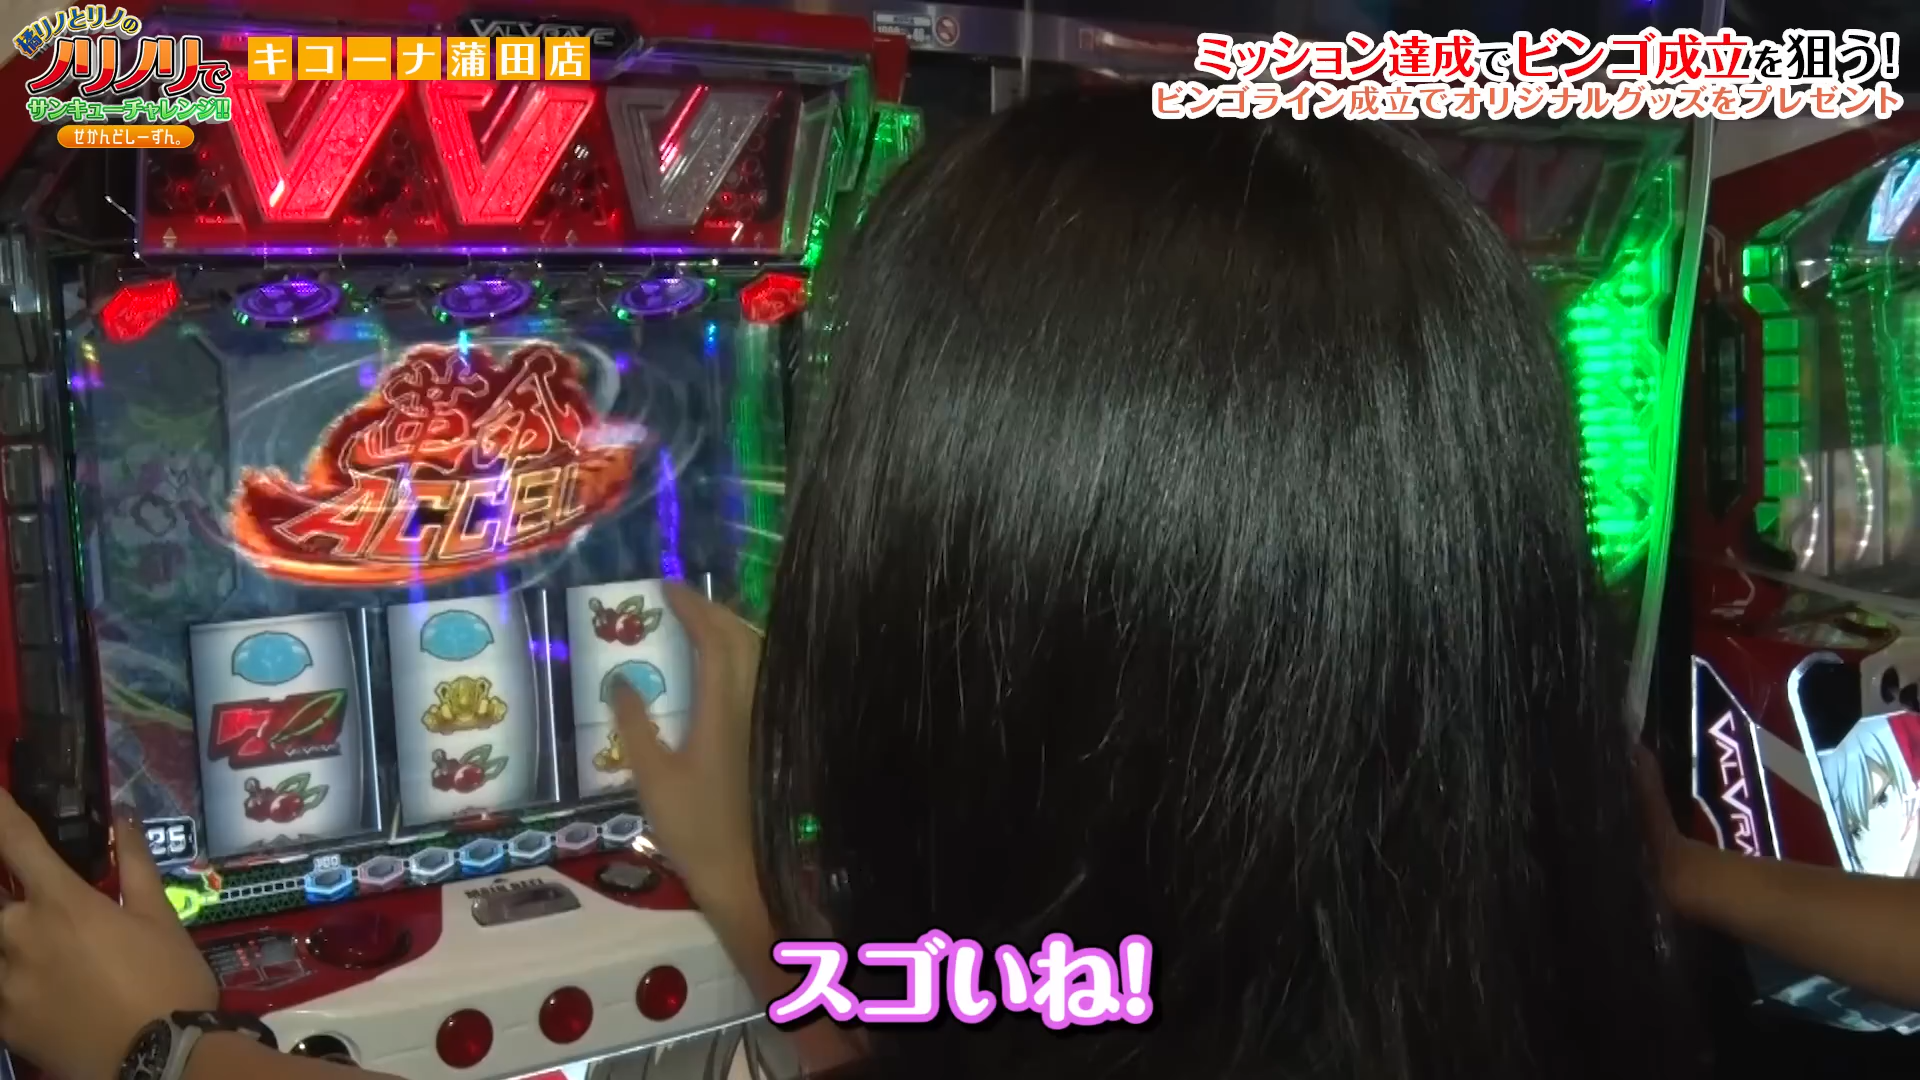 橘リノとリノの
ノリノリで
サンキューチャレンジ!!
せかんどしーずん。
キコーナ蒲田店
ミッション達成でビンゴ成立を狙う!
ビンゴライン成立でオリジナルグッズをプレゼント
VALVRAVE
革命
ACCEL
25
100
スゴいね!